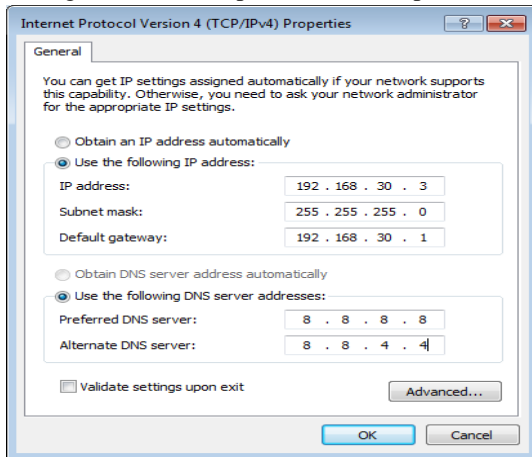 Internet Protocol Version 4 (TCP/IPv4) Properties
General
You can get IP settings assigned automatically if your network supports
this capability. Otherwise, you need to ask your network administrator
for the appropriate IP settings.
Obtain an IP address automatically
Use the following IP address:
IP address: 192 . 168 . 30 . 3
Subnet mask: 255 . 255 . 255 . 0
Default gateway: 192 . 168 . 30 . 1
Obtain DNS server address automatically
Use the following DNS server addresses:
Preferred DNS server: 8 . 8 . 8 . 8
Alternate DNS server: 8 . 8 . 4 . 4
Validate settings upon exit
Advanced...
OK Cancel